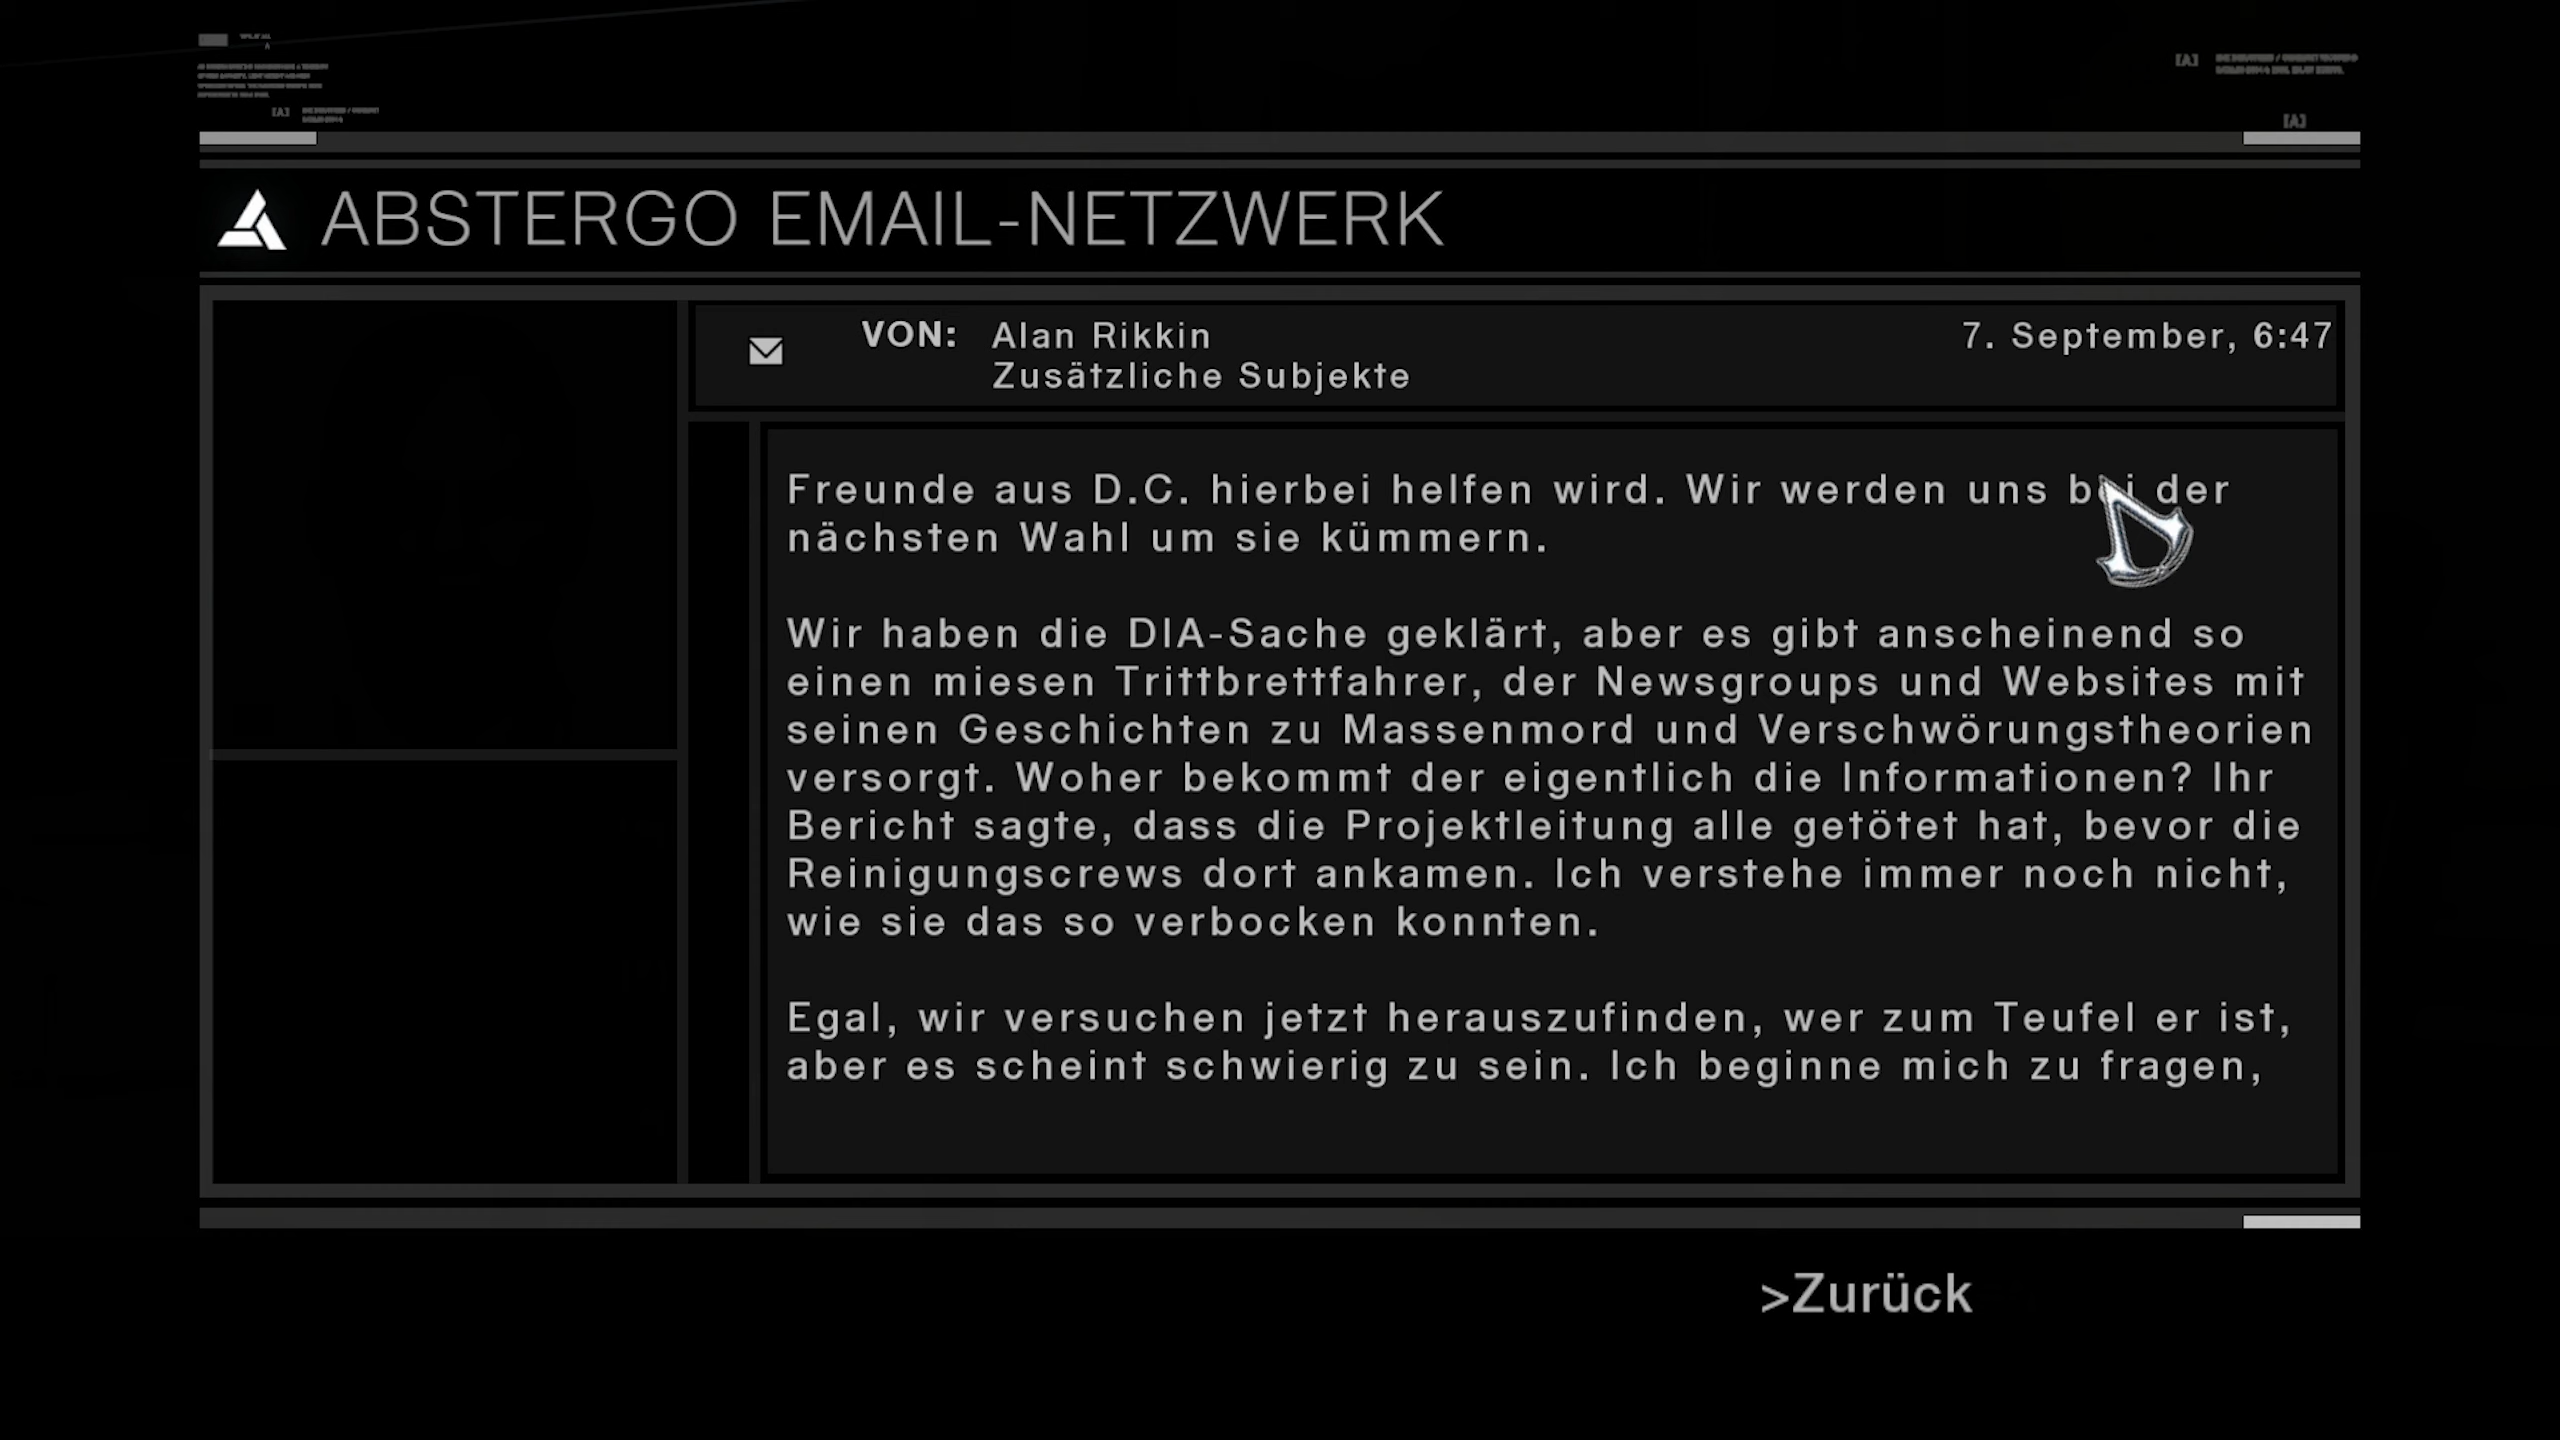 ABSTERGO EMAIL-NETZWERK
VON: Alan Rikkin
7. September, 6:47
Zusätzliche Subjekte
Freunde aus D.C. hierbei helfen wird. Wir werden uns bei der
nächsten Wahl um sie kümmern.
Wir haben die DIA-Sache geklärt, aber es gibt anscheinend so
einen miesen Trittbrettfahrer, der Newsgroups und Websites mit
seinen Geschichten zu Massenmord und Verschwörungstheorien
versorgt. Woher bekommt der eigentlich die Informationen? Ihr
Bericht sagte, dass die Projektleitung alle getötet hat, bevor die
Reinigungscrews dort ankamen. Ich verstehe immer noch nicht,
wie sie das so verbocken konnten.
Egal, wir versuchen jetzt herauszufinden, wer zum Teufel er ist,
aber es scheint schwierig zu sein. Ich beginne mich zu fragen,
>Zurück